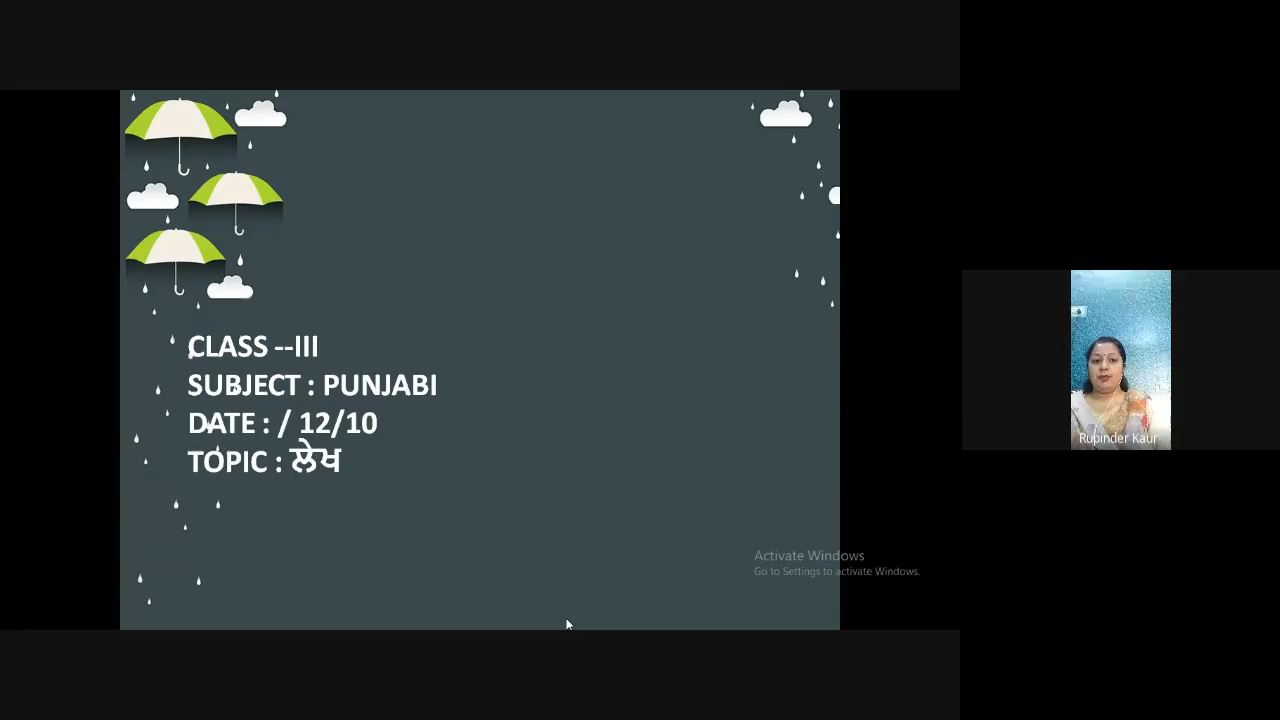 CLASS --III
SUBJECT : PUNJABI
DATE : / 12/10
TOPIC : ਲੇਖ
Activate Windows
Go to Settings to activate Windows.
Rupinder Kaur